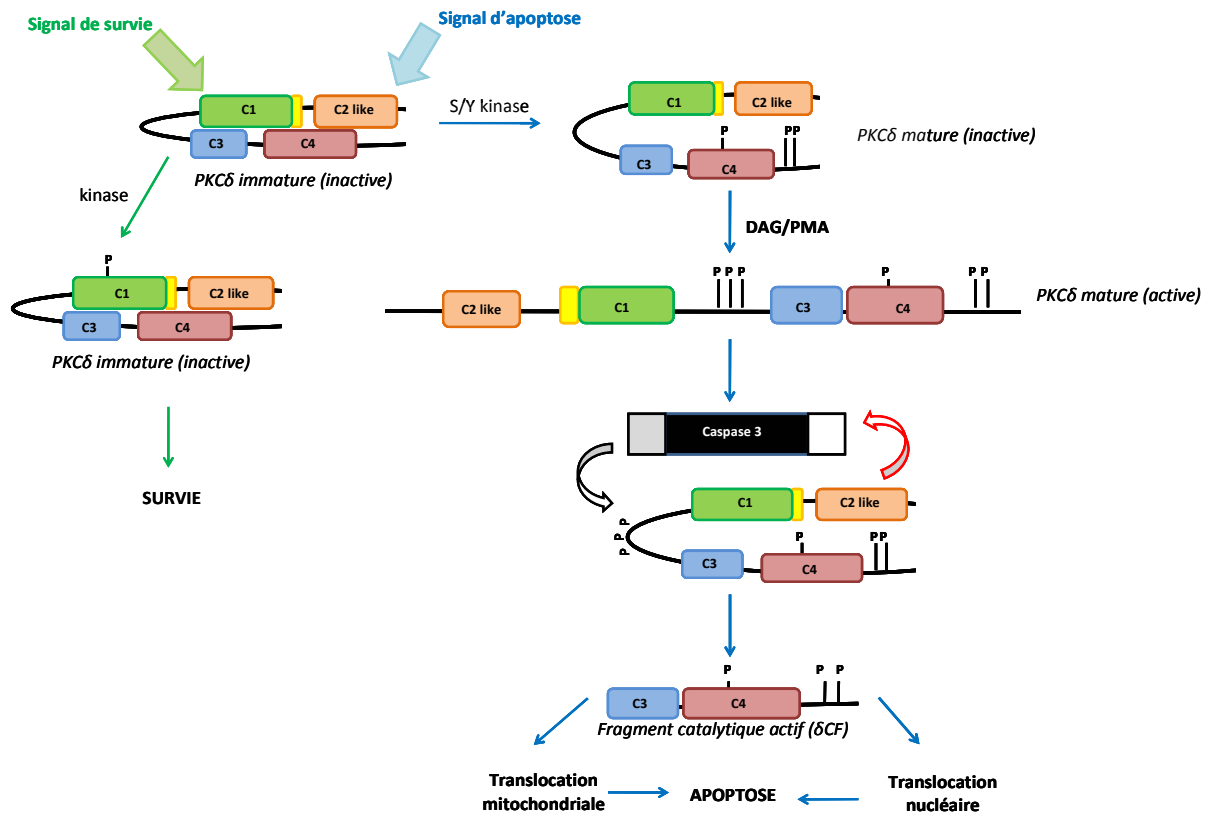 Signal de survie
Signal d'apoptose
C1
C2 like
C3
C4
PKCδ immature (inactive)
S/Y kinase
C1
C2 like
P
PP
C3
C4
PKCδ mature (inactive)
kinase
DAG/PMA
P
C1
C2 like
C3
C4
PKCδ immature (inactive)
P P P
P
P P
C2 like
C1
C3
C4
PKCδ mature (active)
SURVIE
Caspase 3
C1
C2 like
P
P
P
P
PP
C3
C4
P
P P
C3
C4
Fragment catalytique actif (δCF)
Translocation
mitochondriale
APOPTOSE
Translocation
nucléaire